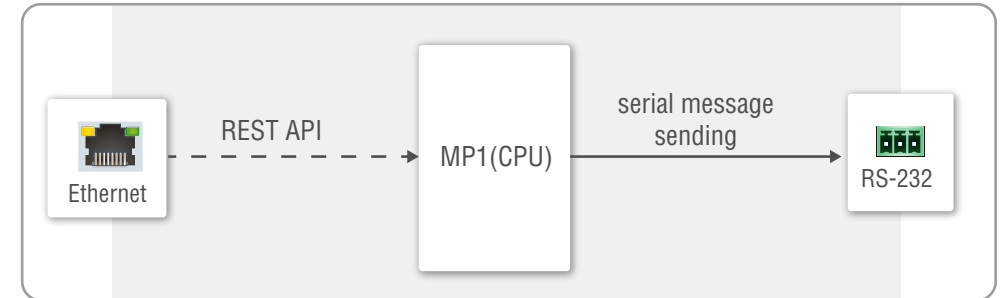 Ethernet
REST API
MP1(CPU)
serial message
sending
RS-232